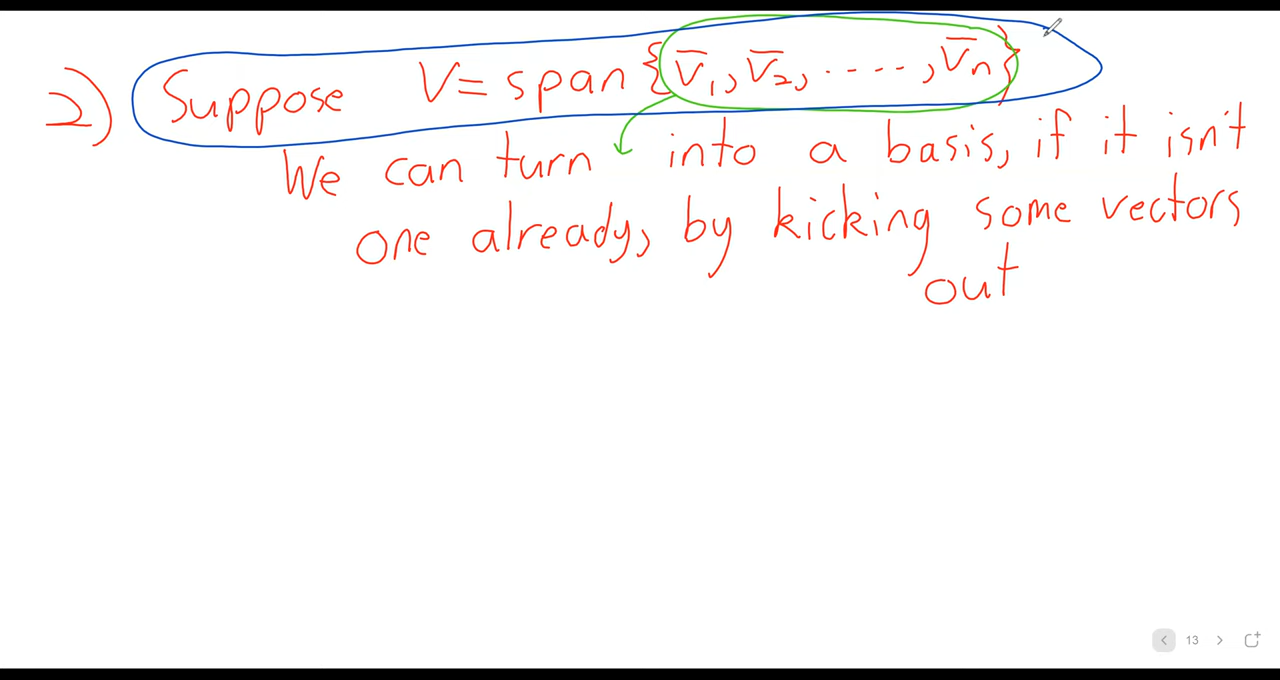 2) Suppose V = span {v̅₁, v̅₂, ····, v̅ₙ}
We can turn into a basis, if it isn't
one already, by kicking some vectors
out
13